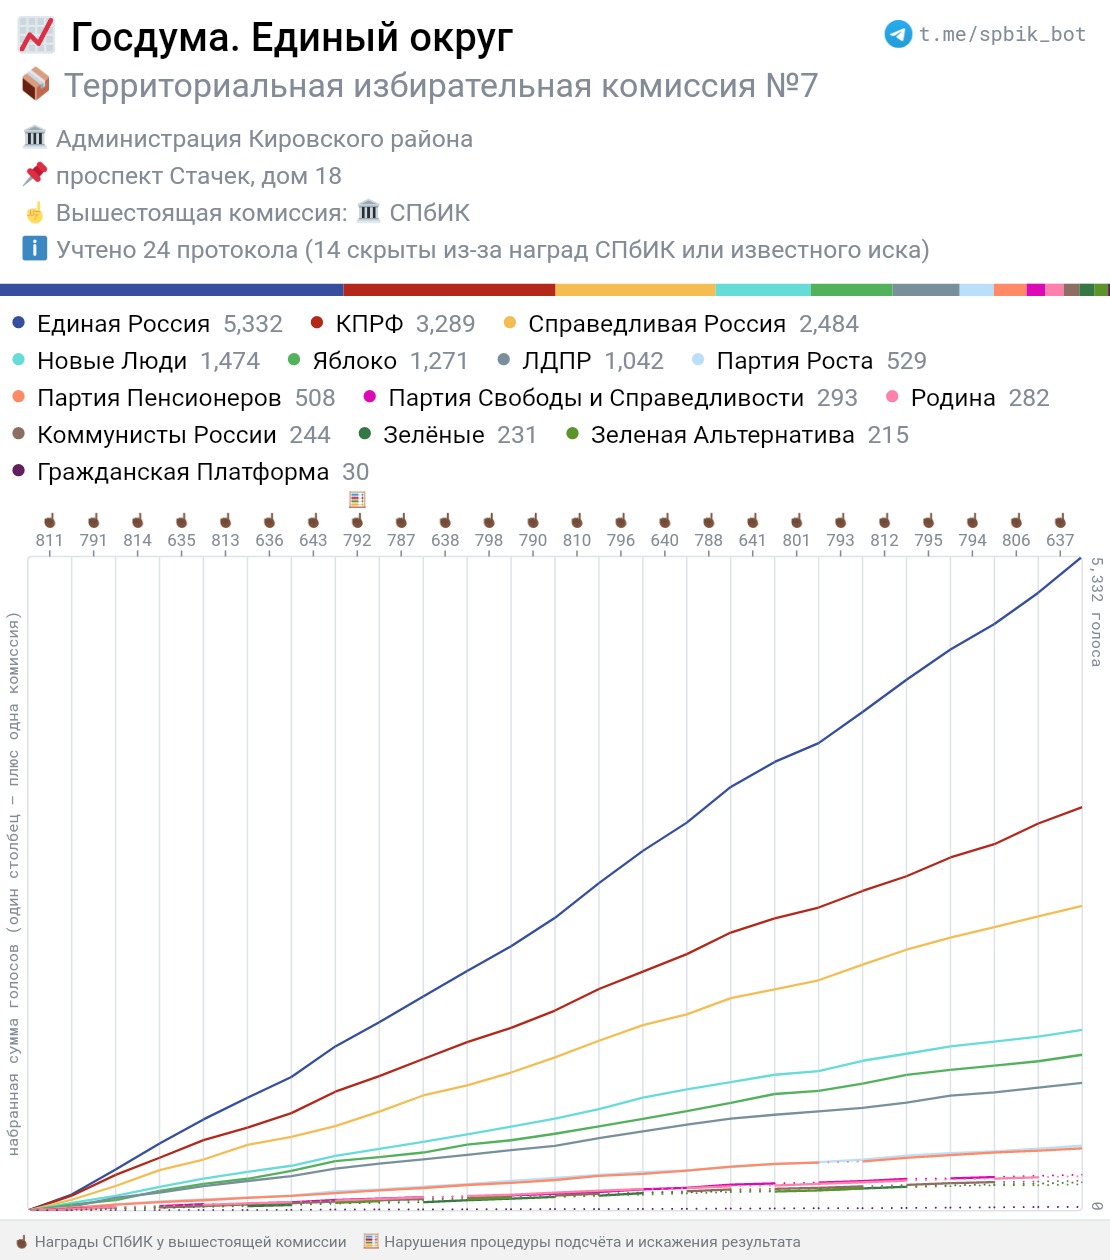 Госдума. Единый округ
t.me/spbik_bot
Территориальная избирательная комиссия №7
Администрация Кировского района
проспект Стачек, дом 18
Вышестоящая комиссия: СПбИК
Учтено 24 протокола (14 скрыты из-за наград СПбИК или известного иска)
Единая Россия 5,332 КПРФ 3,289 Справедливая Россия 2,484
Новые Люди 1,474 Яблоко 1,271 ЛДПР 1,042 Партия Роста 529
Партия Пенсионеров 508 Партия Свободы и Справедливости 293 Родина 282
Коммунисты России 244 Зелёные 231 Зеленая Альтернатива 215
Гражданская Платформа 30
811 791 814 635 813 636 643 792 787 638 798 790 810 796 640 788 641 801 793 812 795 794 806 637
набранная сумма голосов (один столбец – плюс одна комиссия)
5,332 голоса
0
Награды СПбИК у вышестоящей комиссии Нарушения процедуры подсчёта и искажения результата